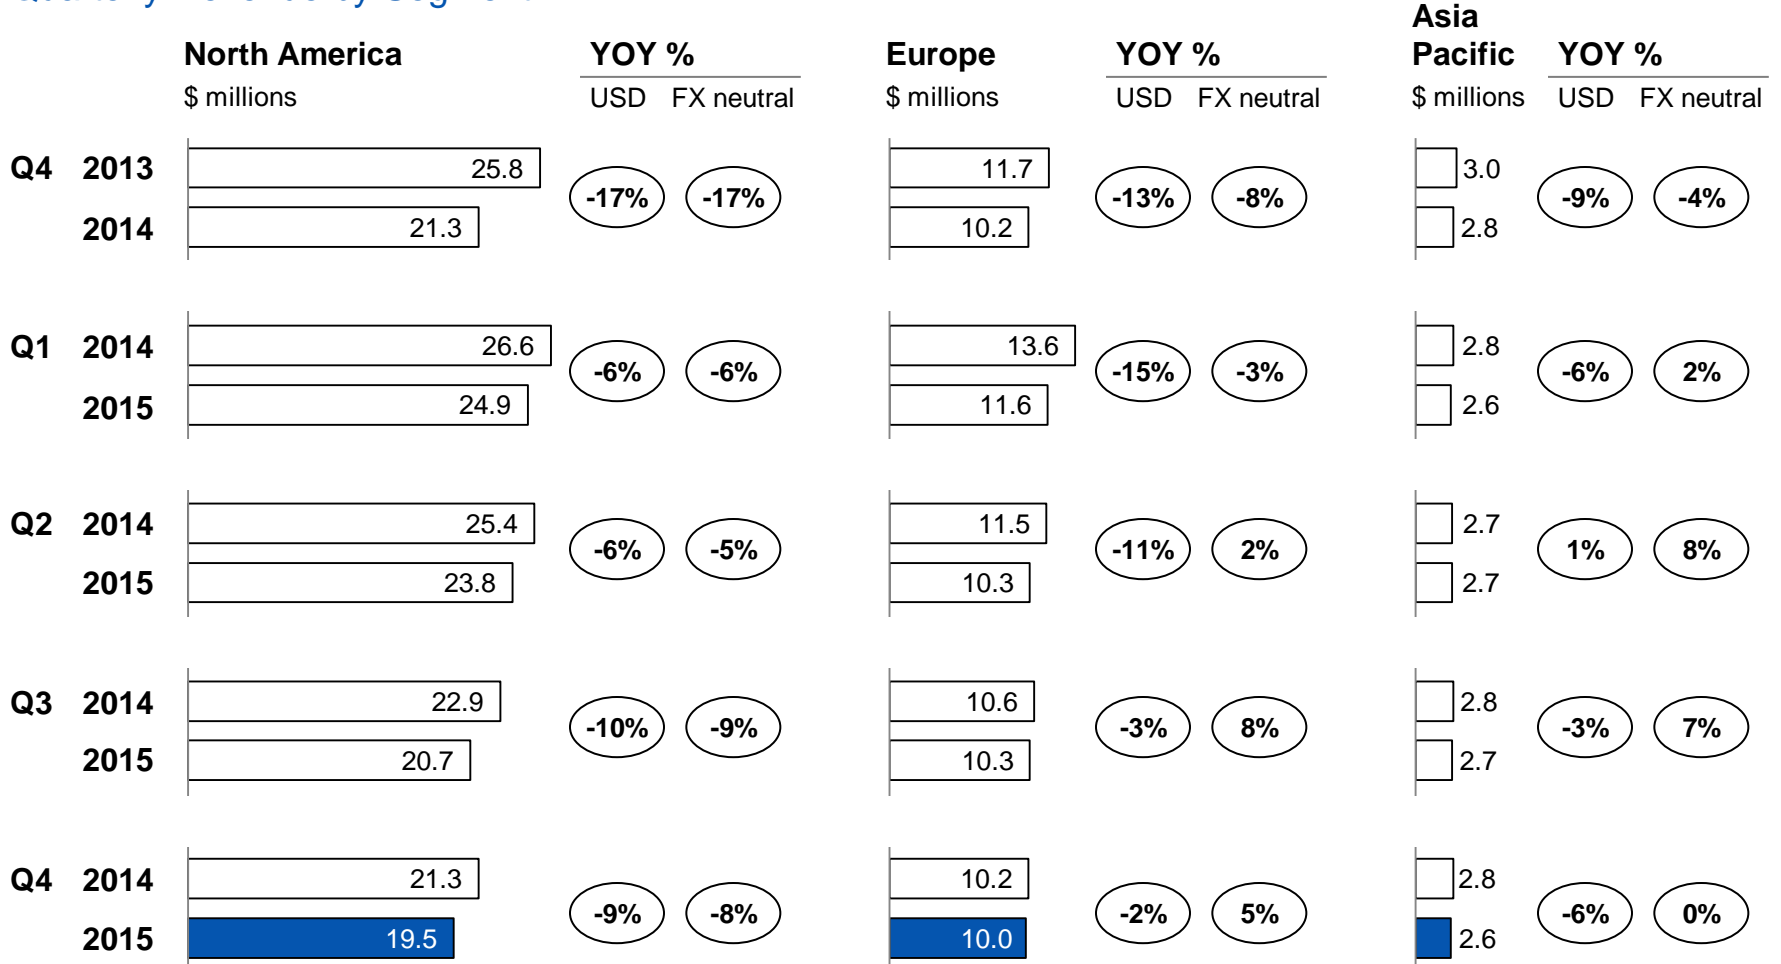 Asia
North America YOY % Europe YOY % Pacific YOY %
$ millions USD FX neutral $ millions USD FX neutral $ millions USD FX neutral
Q4 2013 25.8 11.7 3.0
-17% -17% -13% -8% -9% -4%
2014 21.3 10.2 2.8
Q1 2014 26.6 13.6 2.8
-6% -6% -15% -3% -6% 2%
2015 24.9 11.6 2.6
Q2 2014 25.4 11.5 2.7
-6% -5% -11% 2% 1% 8%
2015 23.8 10.3 2.7
Q3 2014 22.9 10.6 2.8
-10% -9% -3% 8% -3% 7%
2015 20.7 10.3 2.7
Q4 2014 21.3 10.2 2.8
-9% -8% -2% 5% -6% 0%
2015 19.5 10.0 2.6